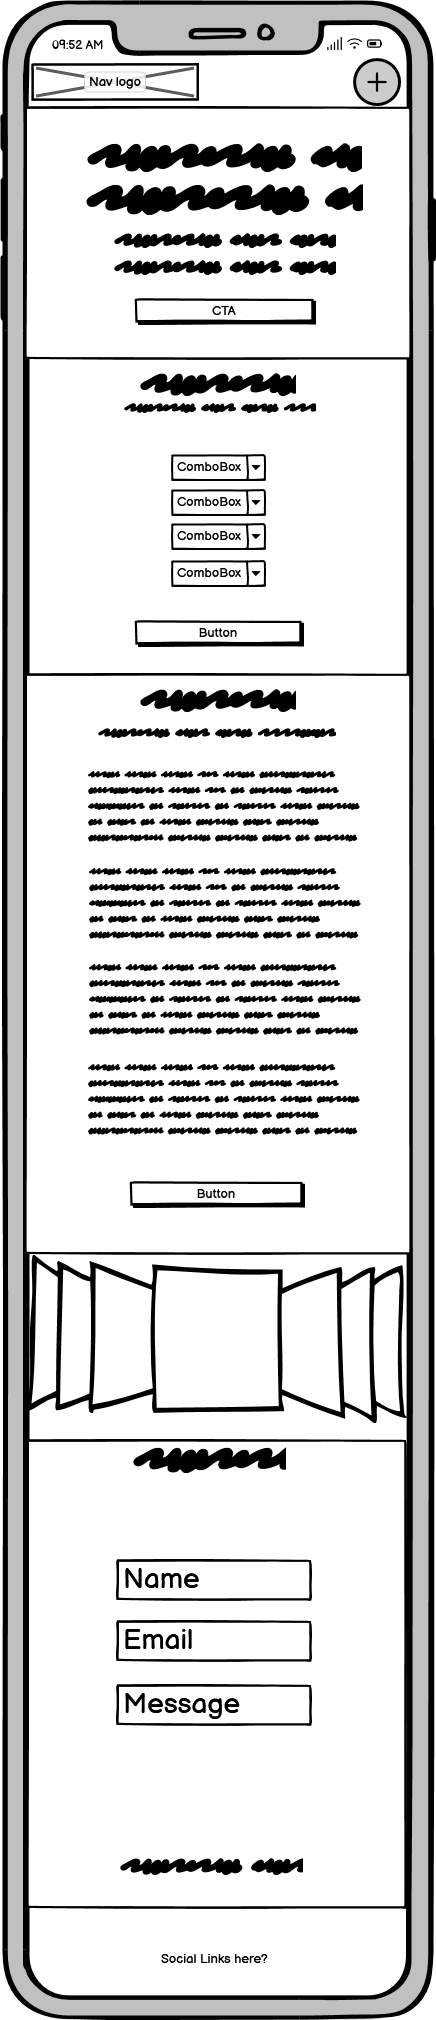 09:52 AM
Nav logo
CTA
ComboBox
ComboBox
ComboBox
ComboBox
Button
Button
Name
Email
Message
Social Links here?